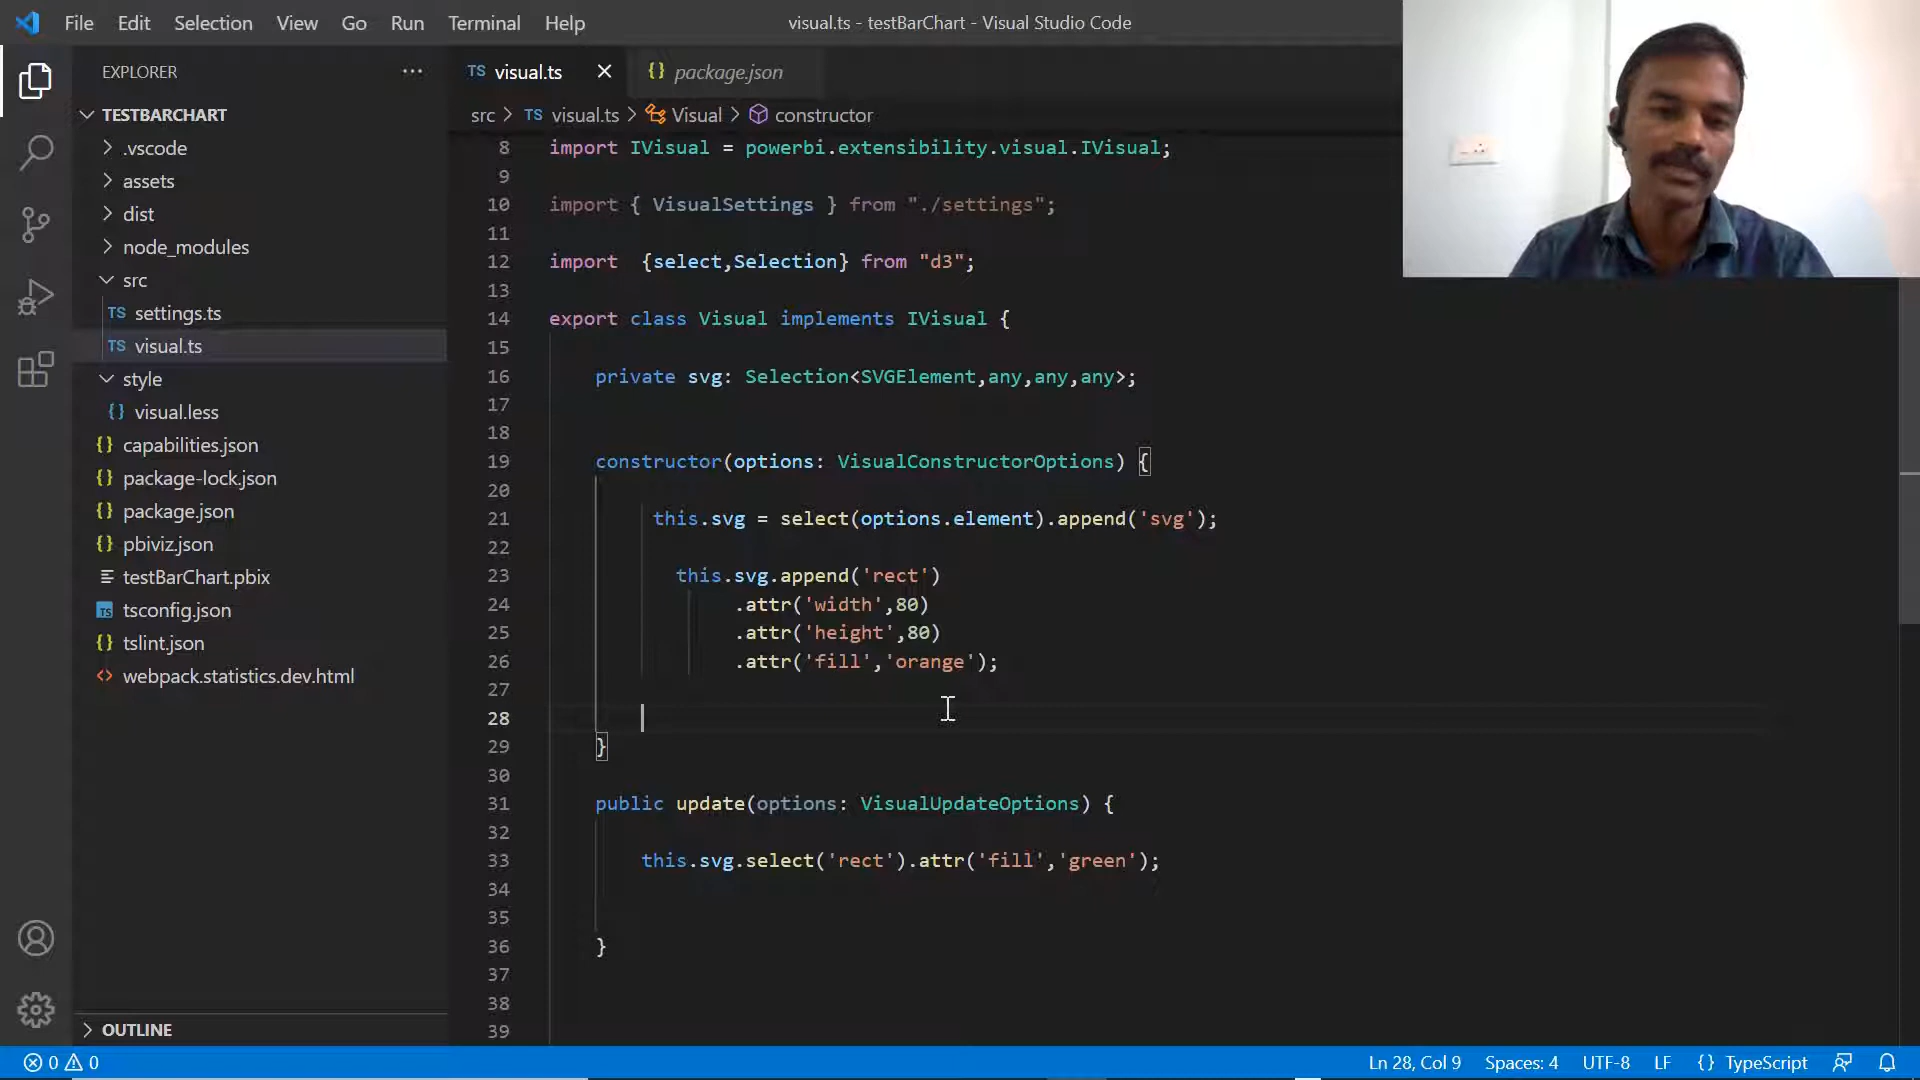 File Edit Selection View Go Run Terminal Help
visual.ts - testBarChart - Visual Studio Code
EXPLORER ...
TS visual.ts
{} package.json
src > TS visual.ts > Visual > constructor
TESTBARCHART
.vscode
assets
dist
node_modules
src
TS settings.ts
TS visual.ts
style
{} visual.less
{} capabilities.json
{} package-lock.json
{} package.json
{} pbiviz.json
testBarChart.pbix
TS tsconfig.json
{} tslint.json
<> webpack.statistics.dev.html
OUTLINE
8 import IVisual = powerbi.extensibility.visual.IVisual;
9
10 import { VisualSettings } from "./settings";
11
12 import  {select,Selection} from "d3";
13
14 export class Visual implements IVisual {
15
16 private svg: Selection<SVGElement,any,any,any>;
17
18
19 constructor(options: VisualConstructorOptions) {
20
21 this.svg = select(options.element).append('svg');
22
23 this.svg.append('rect')
24 .attr('width',80)
25 .attr('height',80)
26 .attr('fill','orange');
27
28
29 }
30
31 public update(options: VisualUpdateOptions) {
32
33 this.svg.select('rect').attr('fill','green');
34
35
36 }
37
38
39
0 0
Ln 28, Col 9 Spaces: 4 UTF-8 LF {} TypeScript